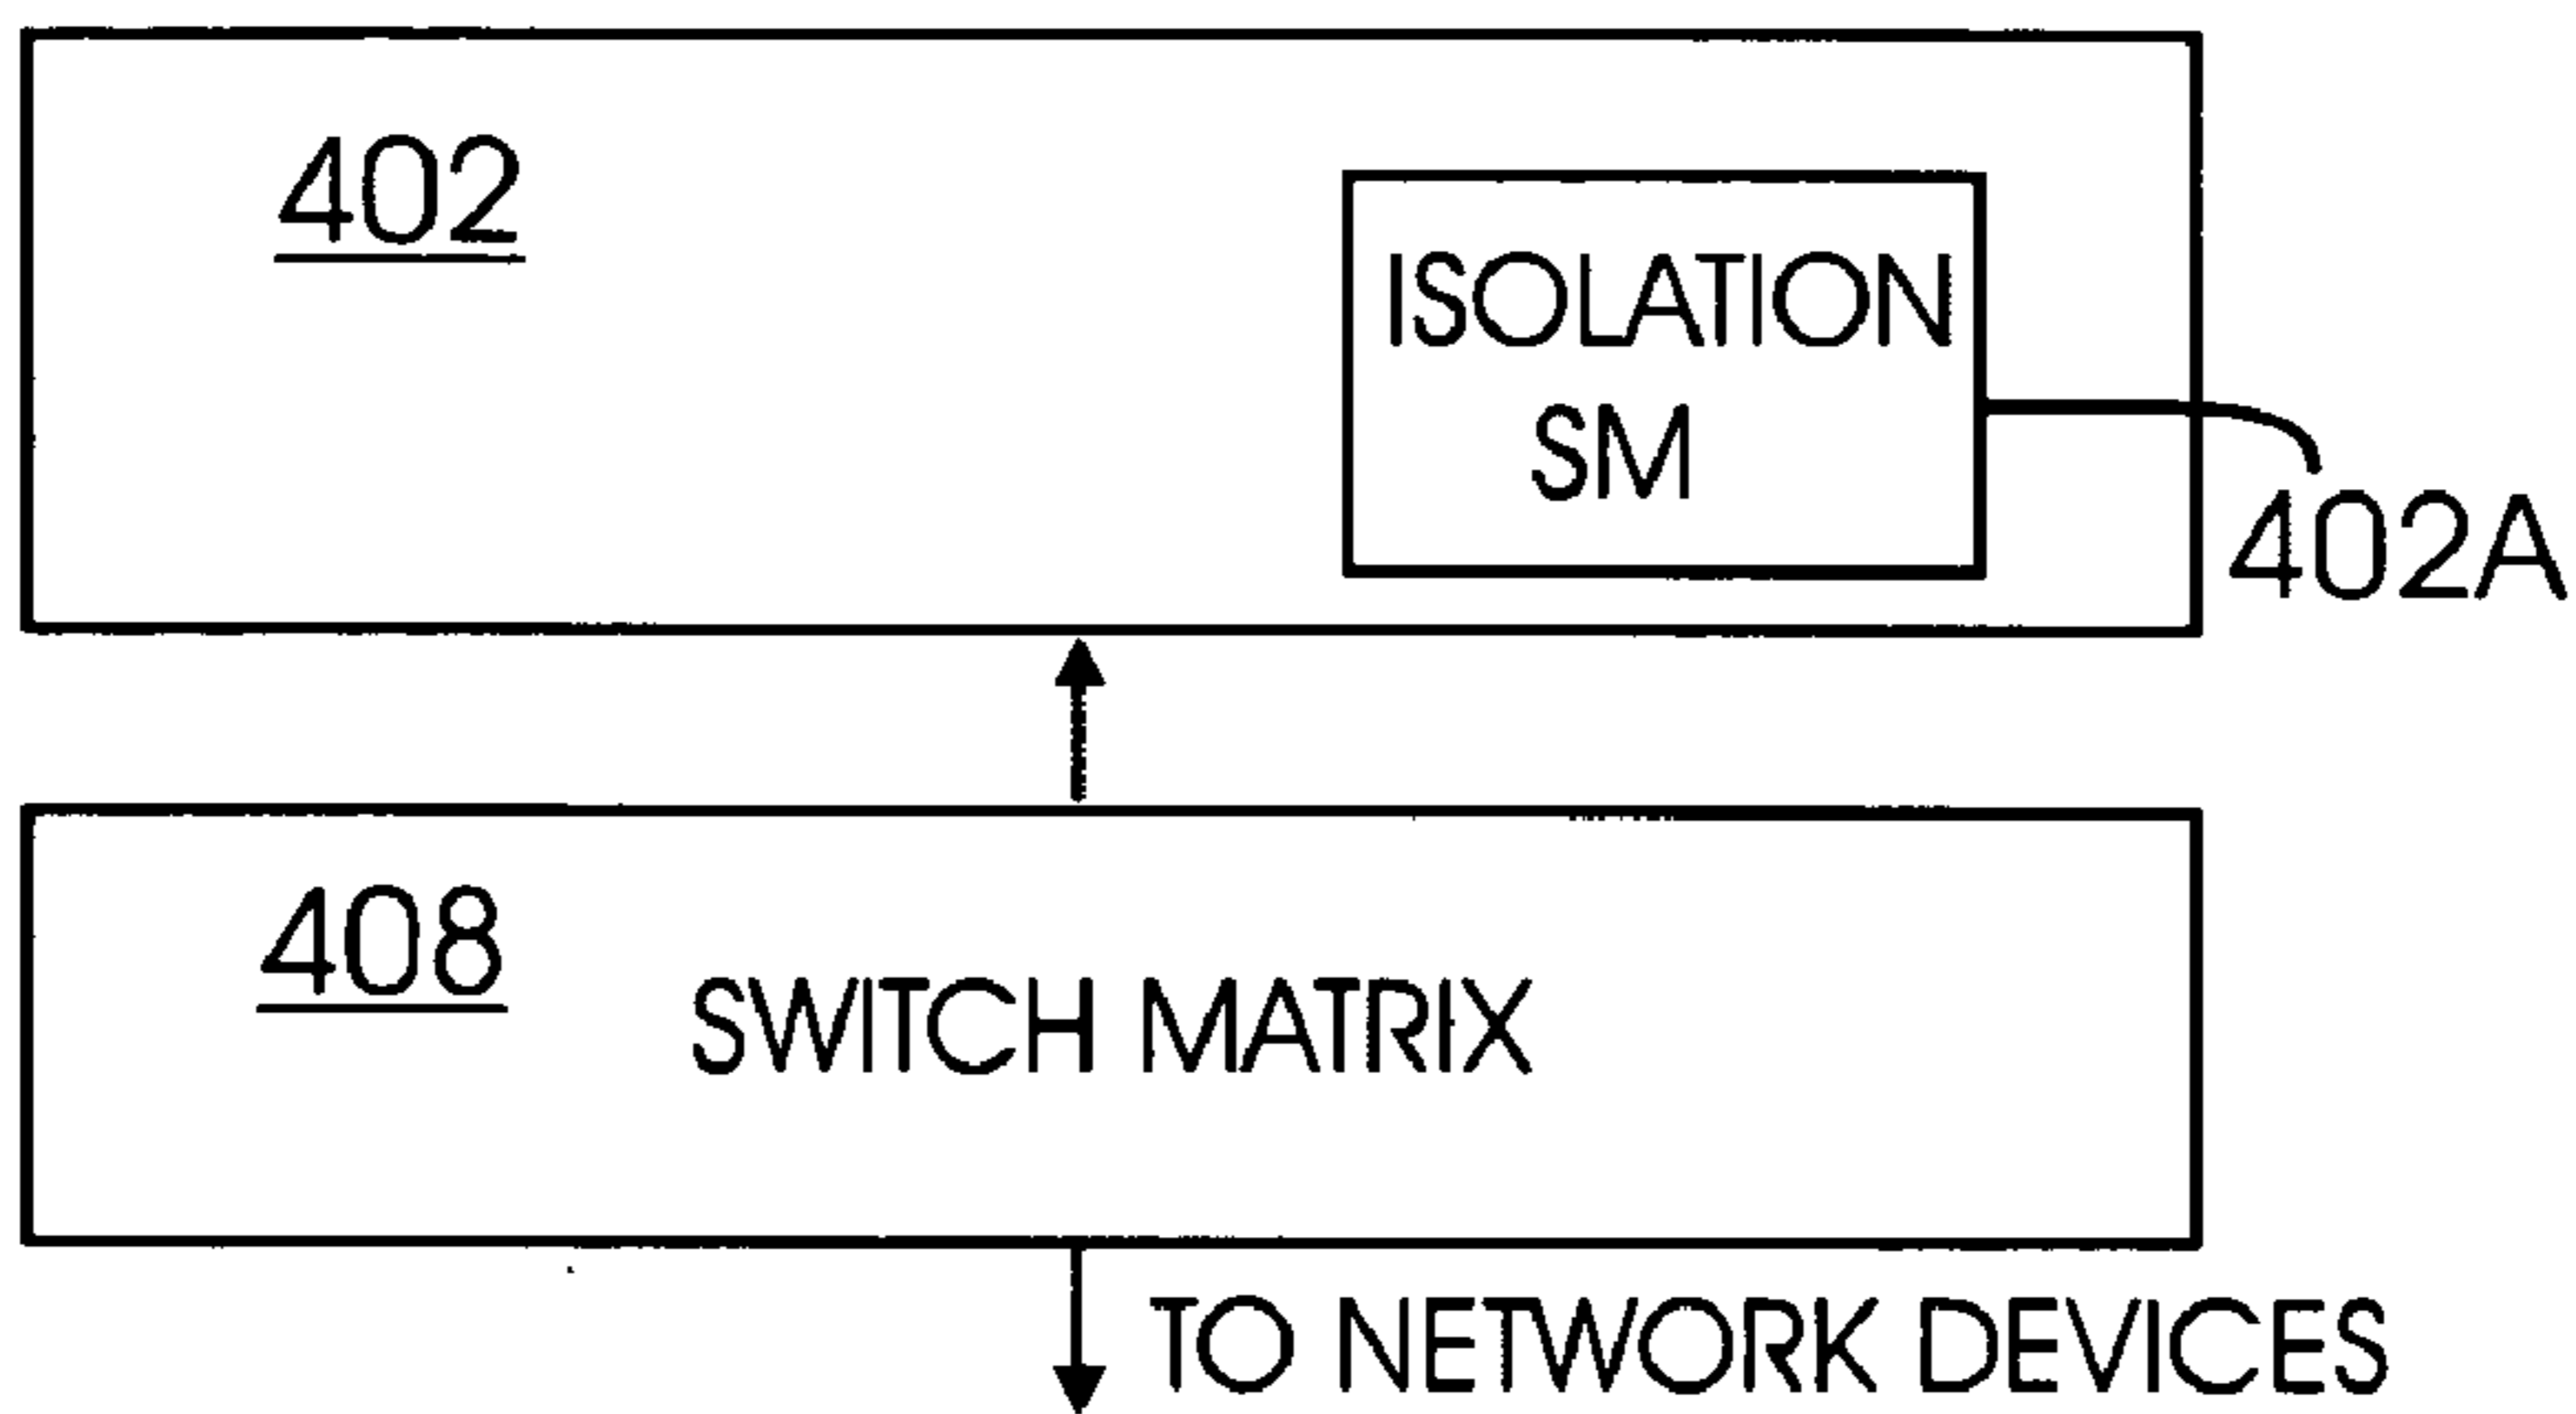 402
ISOLATION
SM
402A
408
SWITCH MATRIX
TO NETWORK DEVICES